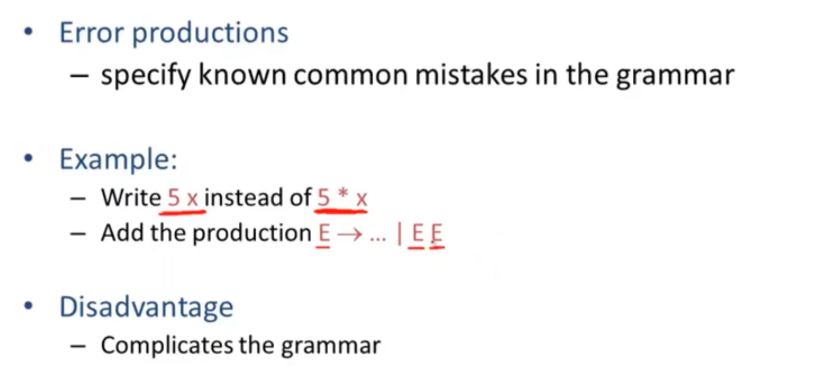 • Error productions
– specify known common mistakes in the grammar
• Example:
– Write 5 x instead of 5 * x
– Add the production E → ... | E E
• Disadvantage
– Complicates the grammar